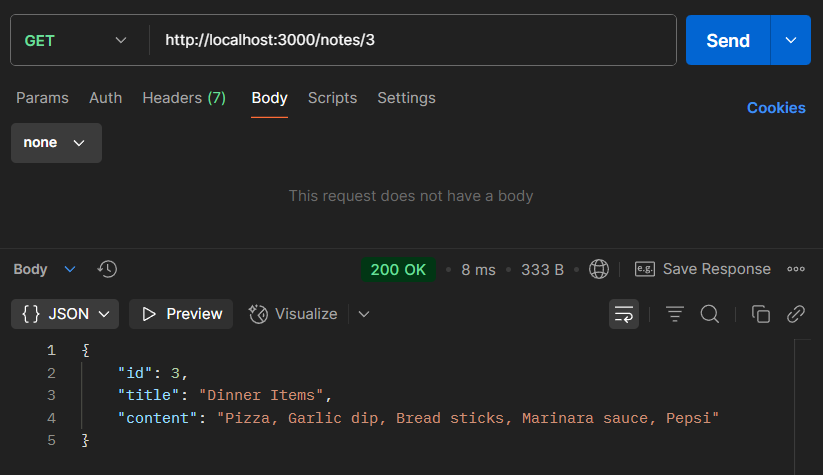 GET http://localhost:3000/notes/3 Send
Params Auth Headers (7) Body Scripts Settings Cookies
none
This request does not have a body
Body 200 OK • 8 ms • 333 B • e.g. Save Response
{} JSON Preview Visualize
1 {
2 "id": 3,
3 "title": "Dinner Items",
4 "content": "Pizza, Garlic dip, Bread sticks, Marinara sauce, Pepsi"
5 }